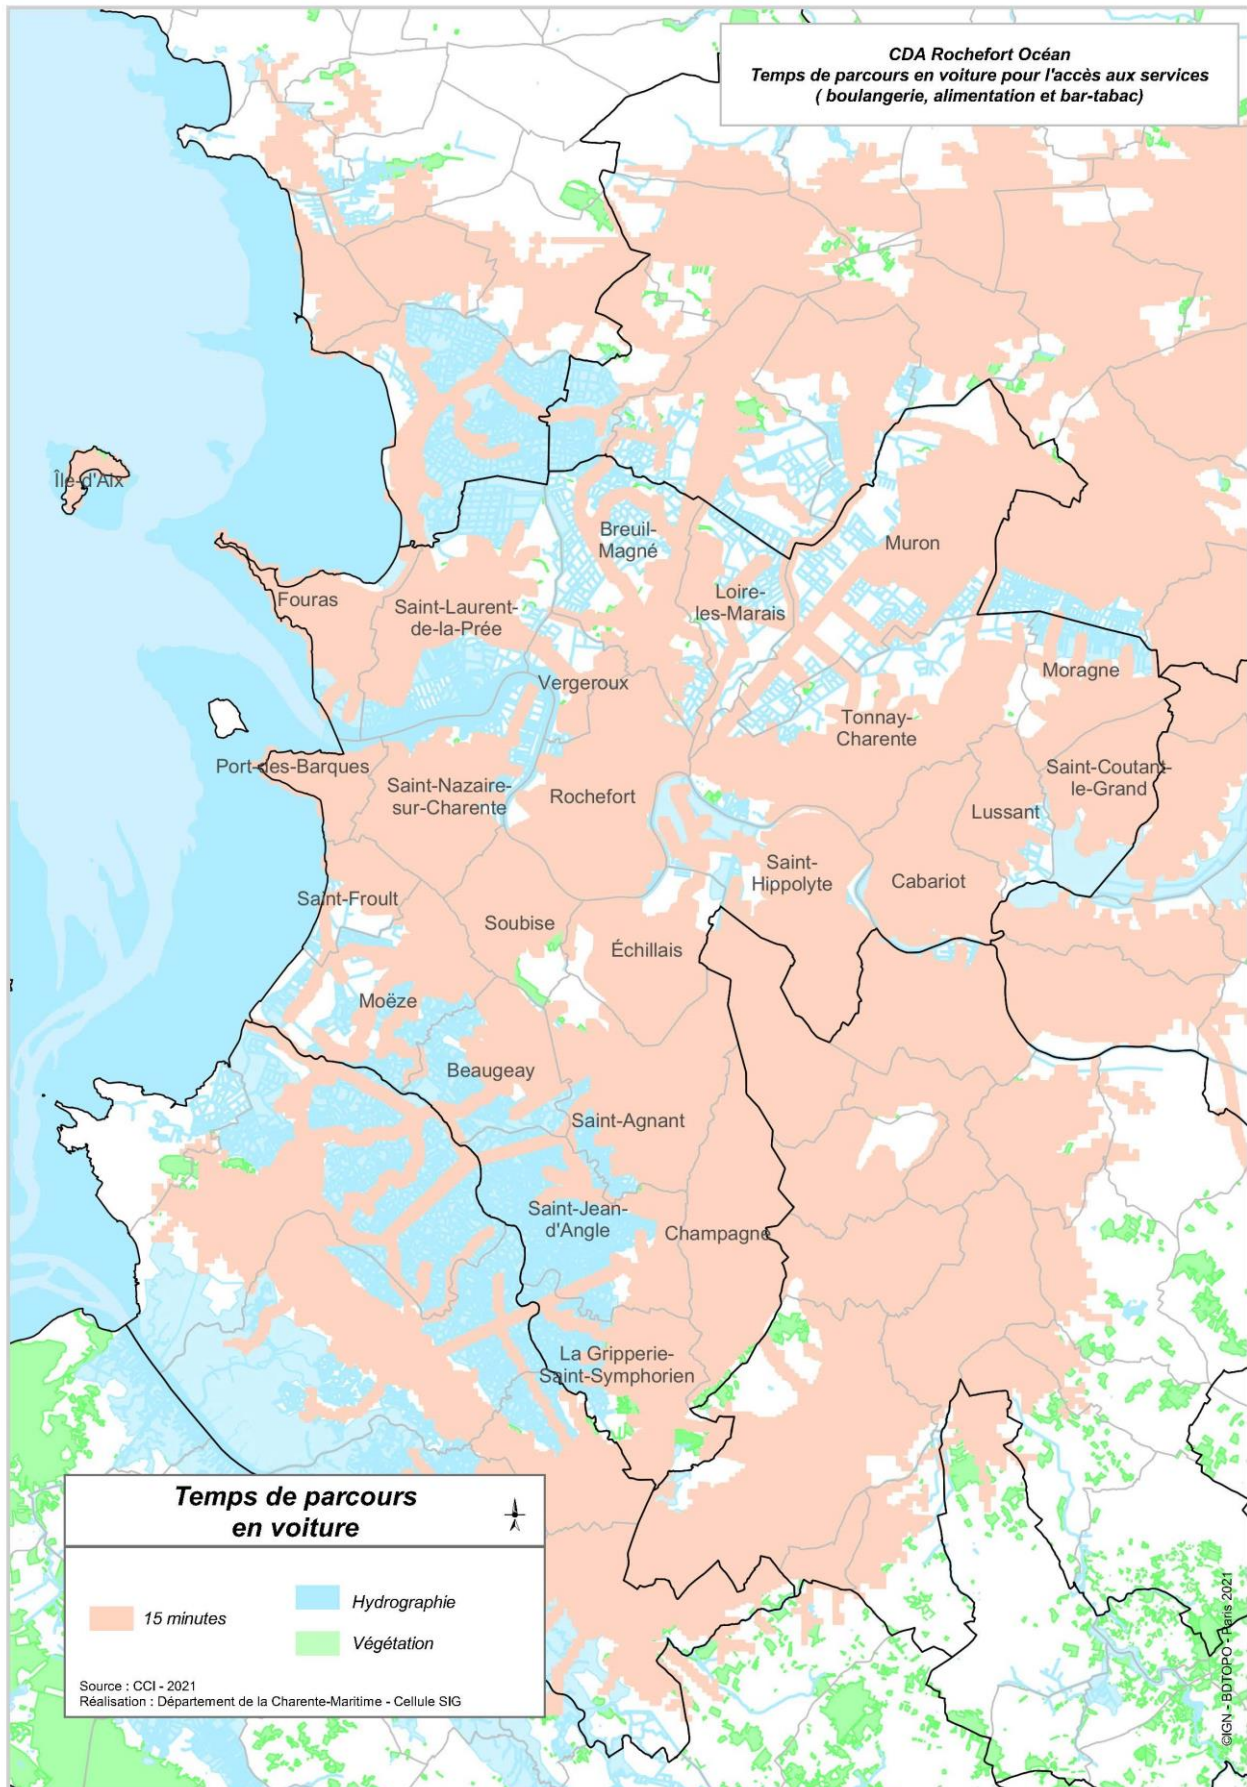 CDA Rochefort Océan
Temps de parcours en voiture pour l'accès aux services
( boulangerie, alimentation et bar-tabac)
Île-d'Aix
Breuil-
Magné
Muron
Fouras
Saint-Laurent-
de-la-Prée
Loire-
les-Marais
Moragne
Vergeroux
Tonnay-
Charente
Port-des-Barques
Saint-Nazaire-
sur-Charente
Rochefort
Saint-Coutant-
le-Grand
Lussant
Saint-
Hippolyte
Cabariot
Saint-Froult
Soubise
Échillais
Moëze
Beaugeay
Saint-Agnant
Saint-Jean-
d'Angle
Champagne
La Gripperie-
Saint-Symphorien
Temps de parcours
en voiture
15 minutes
Hydrographie
Végétation
Source : CCI - 2021
Réalisation : Département de la Charente-Maritime - Cellule SIG
©IGN - BDTOPO - Paris 2021